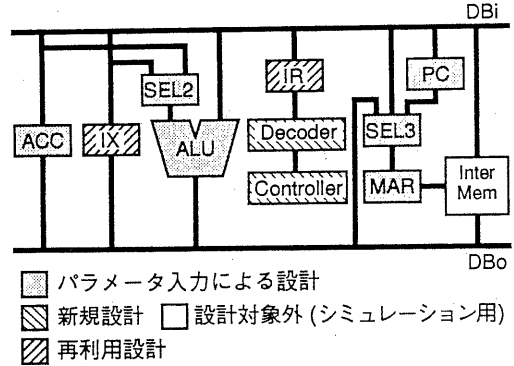 DBi
IR
PC
SEL2
ACC
IX
ALU
Decoder
SEL3
Controller
MAR
Inter
Mem
DBo
パラメータ入力による設計
新規設計 設計対象外 (シミュレーション用)
再利用設計